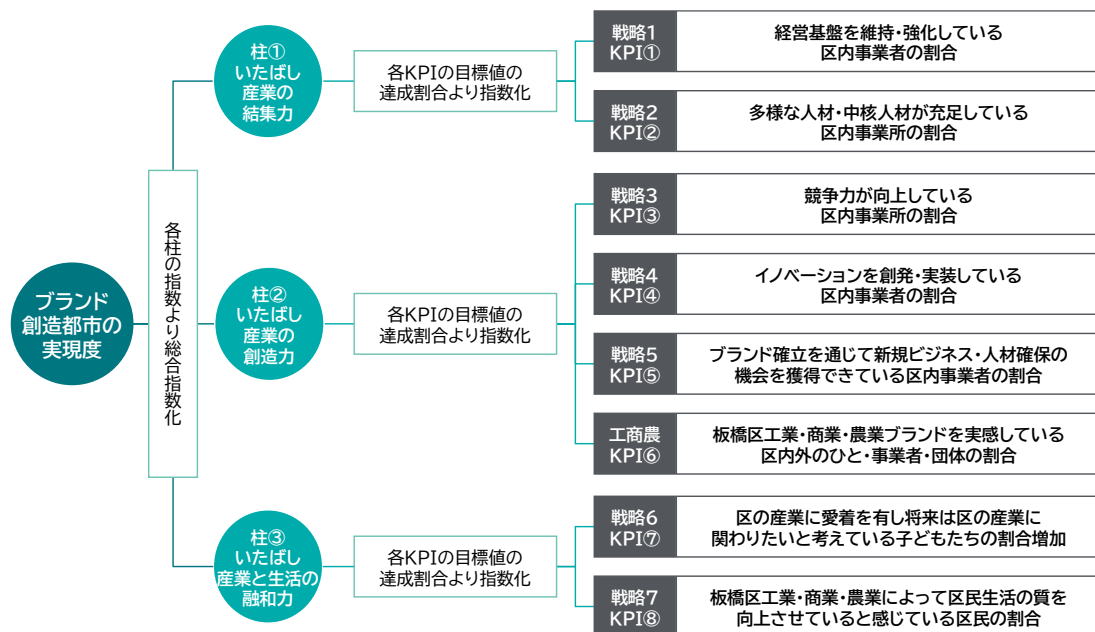 ブランド
創造都市の
実現度
各柱の指数より総合指数化
柱①
いたばし
産業の
結集力
各KPIの目標値の
達成割合より指数化
戦略1
KPI①
経営基盤を維持・強化している
区内事業者の割合
戦略2
KPI②
多様な人材・中核人材が充足している
区内事業所の割合
柱②
いたばし
産業の
創造力
各KPIの目標値の
達成割合より指数化
戦略3
KPI③
競争力が向上している
区内事業所の割合
戦略4
KPI④
イノベーションを創発・実装している
区内事業者の割合
戦略5
KPI⑤
ブランド確立を通じて新規ビジネス・人材確保の
機会を獲得できている区内事業者の割合
工商農
KPI⑥
板橋区工業・商業・農業ブランドを実感している
区内外のひと・事業者・団体の割合
柱③
いたばし
産業と生活の
融和力
各KPIの目標値の
達成割合より指数化
戦略6
KPI⑦
区の産業に愛着を有し将来は区の産業に
関わりたいと考えている子どもたちの割合増加
戦略7
KPI⑧
板橋区工業・商業・農業によって区民生活の質を
向上させていると感じている区民の割合